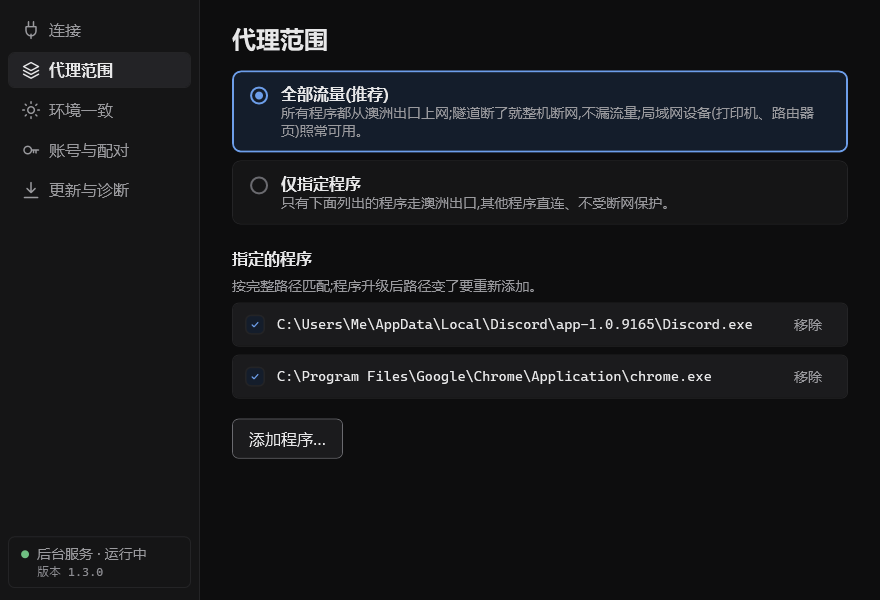 连接
代理范围
环境一致
账号与配对
更新与诊断
后台服务 · 运行中
版本 1.3.0
代理范围
全部流量(推荐)
所有程序都从澳洲出口上网;隧道断了就整机断网,不漏流量;局域网设备(打印机、路由器
页)照常可用。
仅指定程序
只有下面列出的程序走澳洲出口,其他程序直连、不受断网保护。
指定的程序
按完整路径匹配;程序升级后路径变了要重新添加。
C:\Users\Me\AppData\Local\Discord\app-1.0.9165\Discord.exe 移除
C:\Program Files\Google\Chrome\Application\chrome.exe 移除
添加程序...